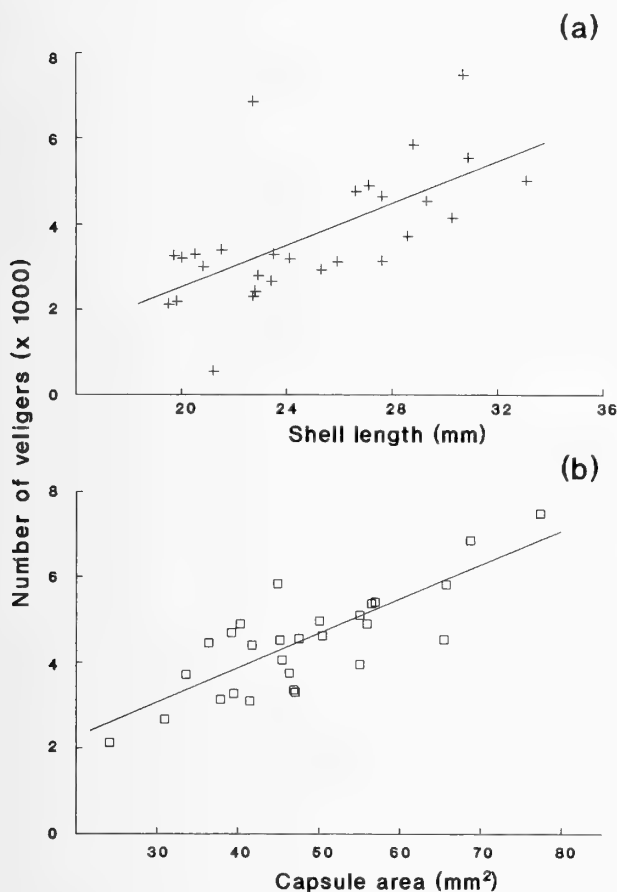 (a)
8
6
4
2
0
20 24 28 32 36
Shell length (mm)
Number of veligers (x 1000)
(b)
8
6
4
2
0
30 40 50 60 70 80
Capsule area (mm²)